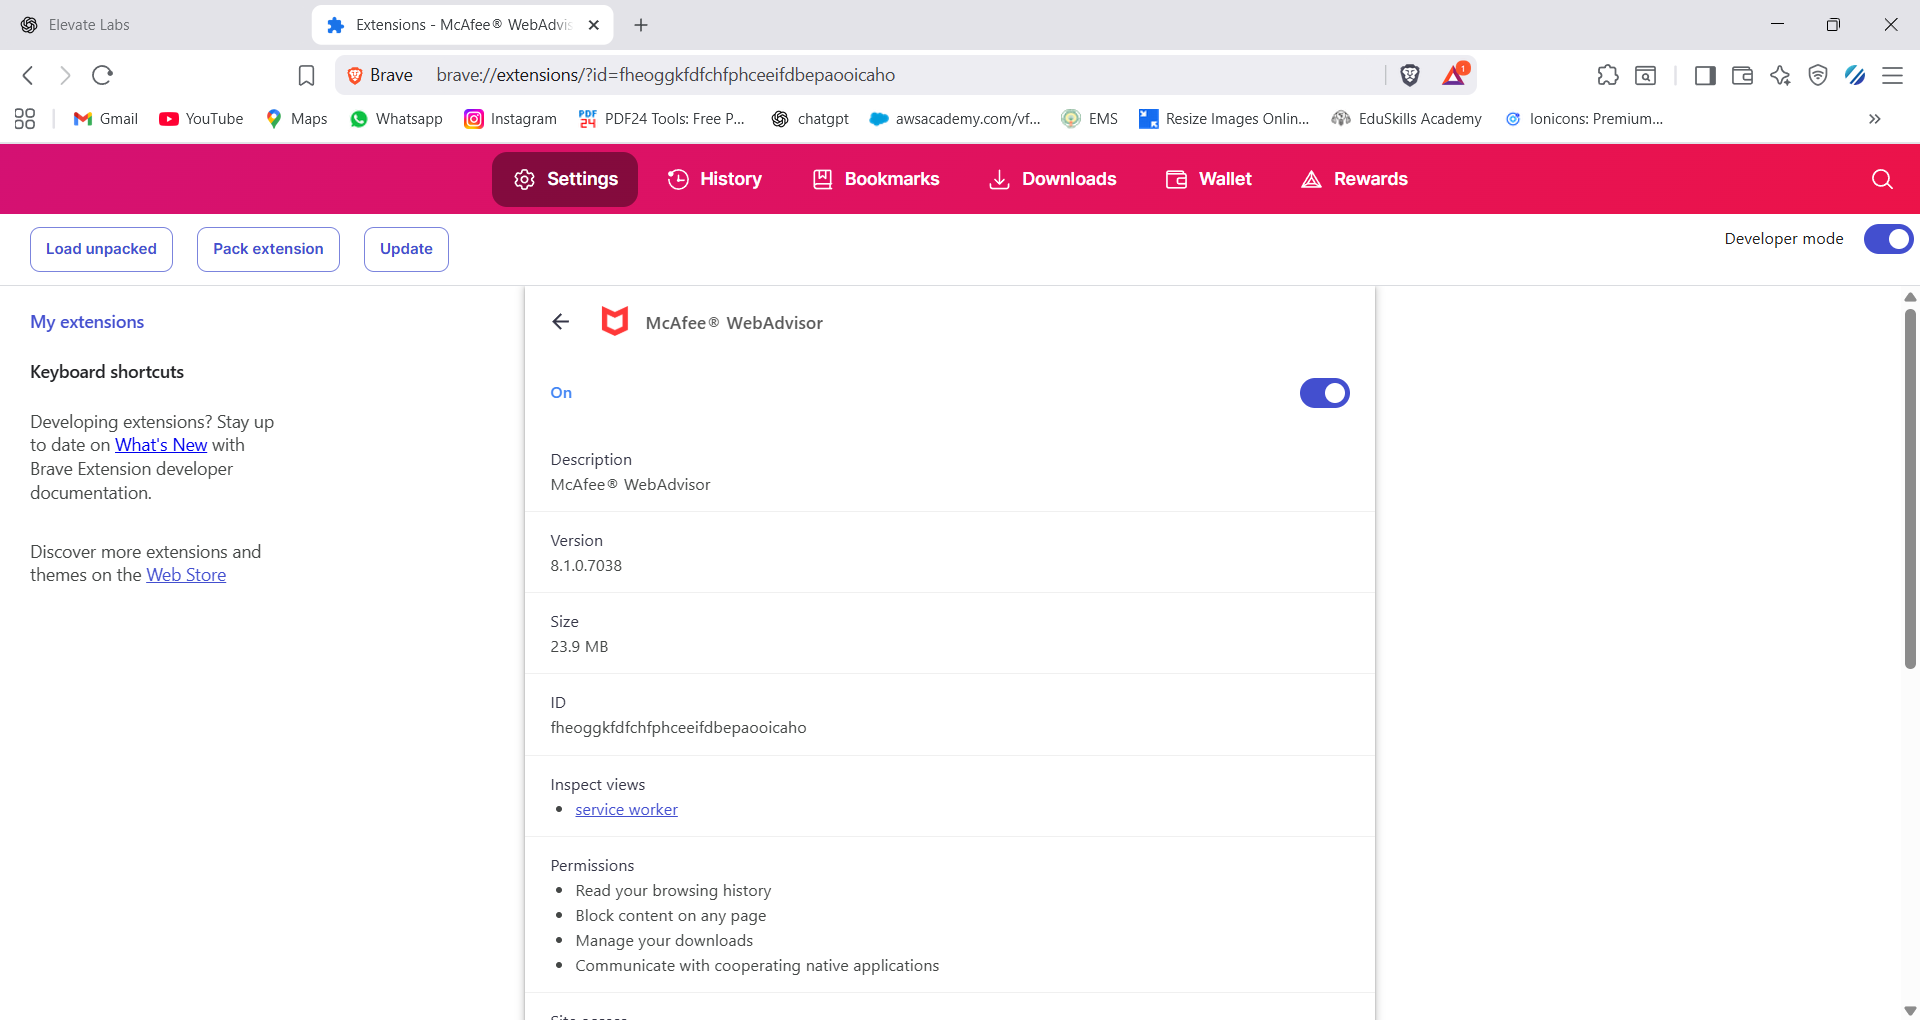 Elevate Labs
Extensions - McAfee® WebAdvis
Brave brave://extensions/?id=fheoggkfdfchfphceeifdbepaooicaho
1
Gmail YouTube Maps Whatsapp Instagram PDF24 Tools: Free P... chatgpt awsacademy.com/vf... EMS Resize Images Onlin... EduSkills Academy Ionicons: Premium...
Settings History Bookmarks Downloads Wallet Rewards
Load unpacked Pack extension Update Developer mode
My extensions
Keyboard shortcuts
Developing extensions? Stay up
to date on What's New with
Brave Extension developer
documentation.
Discover more extensions and
themes on the Web Store
McAfee® WebAdvisor
On
Description
McAfee® WebAdvisor
Version
8.1.0.7038
Size
23.9 MB
ID
fheoggkfdfchfphceeifdbepaooicaho
Inspect views
• service worker
Permissions
• Read your browsing history
• Block content on any page
• Manage your downloads
• Communicate with cooperating native applications